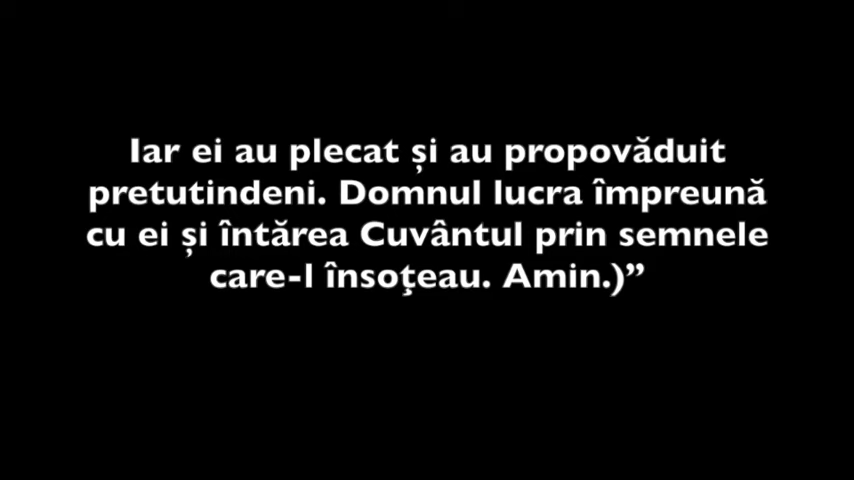 Iar ei au plecat și au propovăduit
pretutindeni. Domnul lucra împreună
cu ei și întărea Cuvântul prin semnele
care-l însoţeau. Amin.)”